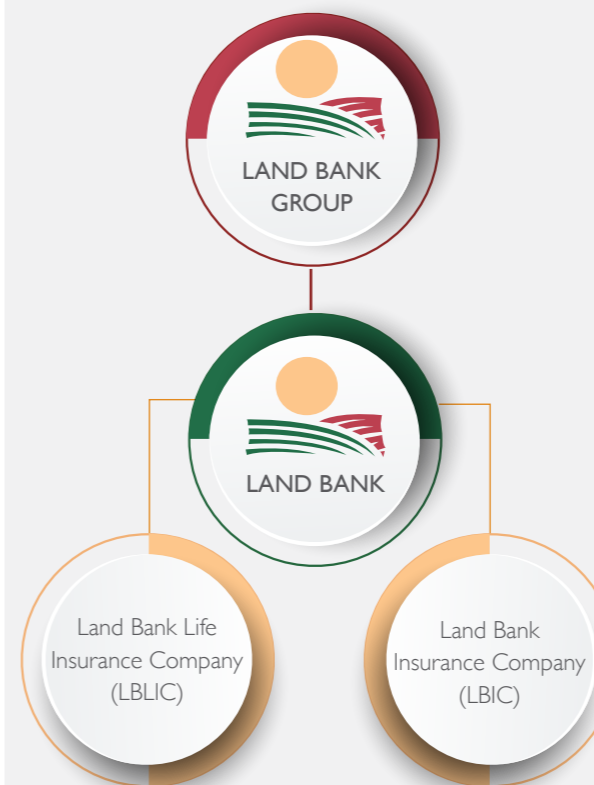 LAND BANK
GROUP
LAND BANK
Land Bank Life
Insurance Company
(LBLIC)
Land Bank
Insurance Company
(LBIC)